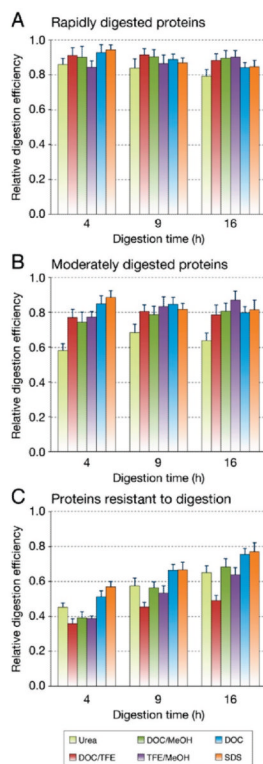 A Rapidly digested proteins
Relative digestion efficiency
1.0
0.8
0.6
0.4
0.2
0.0
4 9 16
Digestion time (h)
B Moderately digested proteins
Relative digestion efficiency
1.0
0.8
0.6
0.4
0.2
0.0
4 9 16
Digestion time (h)
C Proteins resistant to digestion
Relative digestion efficiency
1.0
0.8
0.6
0.4
0.2
0.0
4 9 16
Digestion time (h)
Urea DOC/MeOH DOC
DOC/TFE TFE/MeOH SDS